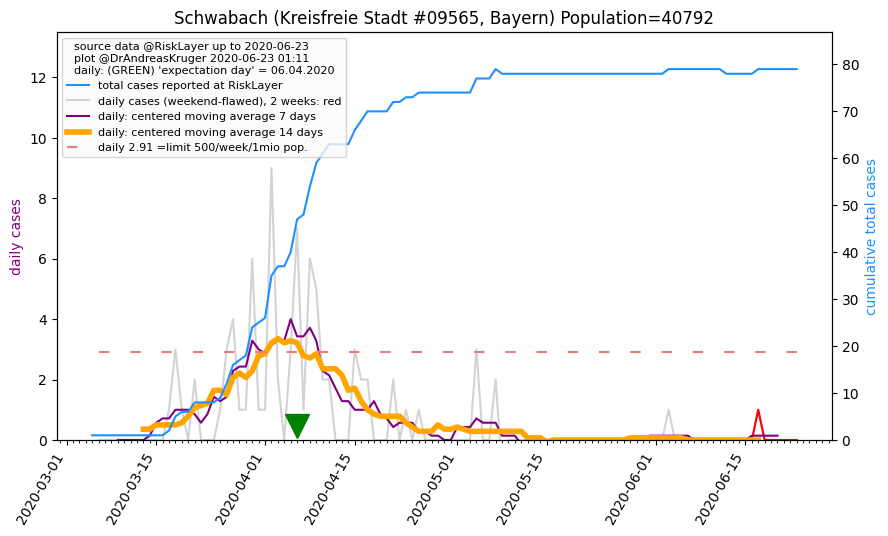 Schwabach (Kreisfreie Stadt #09565, Bayern) Population=40792
source data @RiskLayer up to 2020-06-23
plot @DrAndreasKruger 2020-06-23 01:11
daily: (GREEN) 'expectation day' = 06.04.2020
total cases reported at RiskLayer
daily cases (weekend-flawed), 2 weeks: red
daily: centered moving average 7 days
daily: centered moving average 14 days
daily 2.91 =limit 500/week/1mio pop.
daily cases
12
10
8
6
4
2
0
80
70
60
50
40
30
20
10
0
cumulative total cases
2020-03-01
2020-03-15
2020-04-01
2020-04-15
2020-05-01
2020-05-15
2020-06-01
2020-06-15